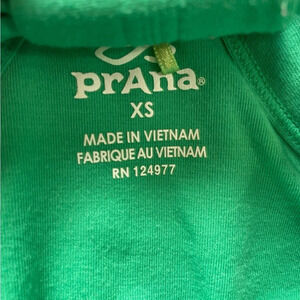 prAna®
XS
MADE IN VIETNAM
FABRIQUE AU VIETNAM
RN 124977